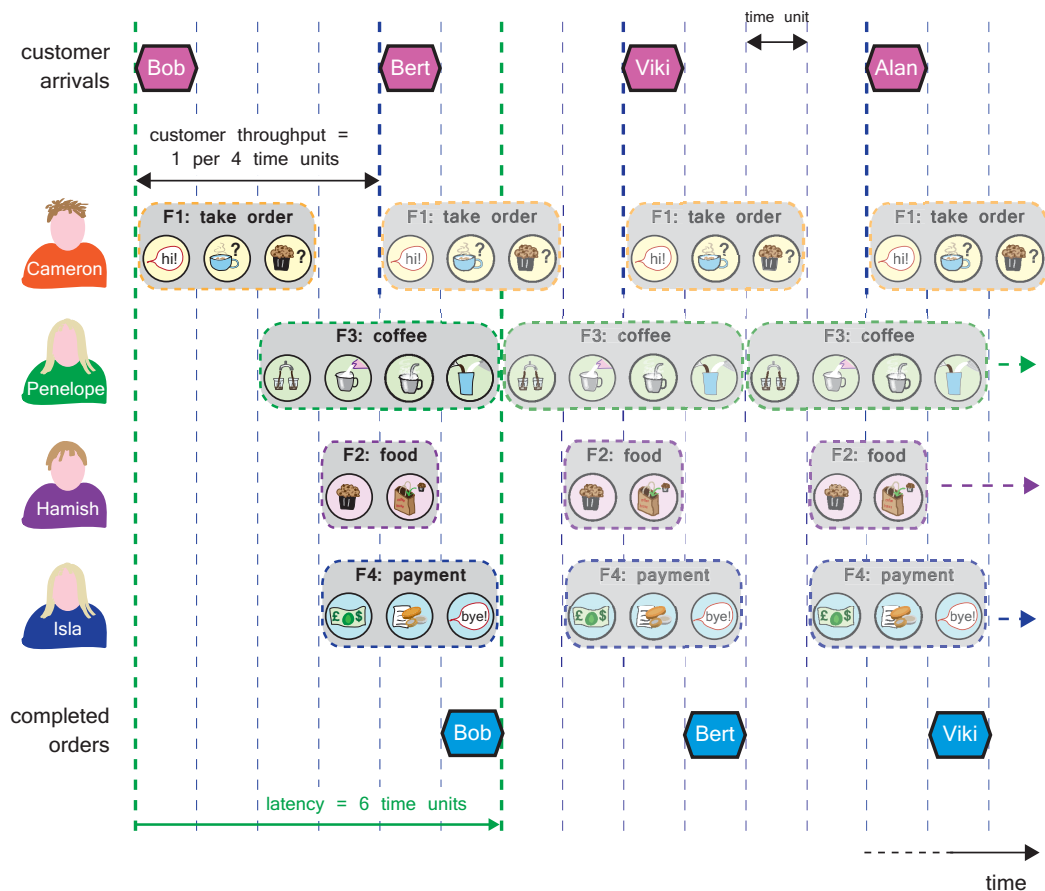 time unit
customer
arrivals
Bob
Bert
Viki
Alan
customer throughput =
1 per 4 time units
F1: take order
F1: take order
F1: take order
F1: take order
hi!
?
?
hi!
?
?
hi!
?
?
hi!
?
?
Cameron
F3: coffee
F3: coffee
F3: coffee
Penelope
F2: food
F2: food
F2: food
Hamish
F4: payment
F4: payment
F4: payment
£ $
bye!
£ $
bye!
£ $
bye!
Isla
completed
orders
Bob
Bert
Viki
latency = 6 time units
time